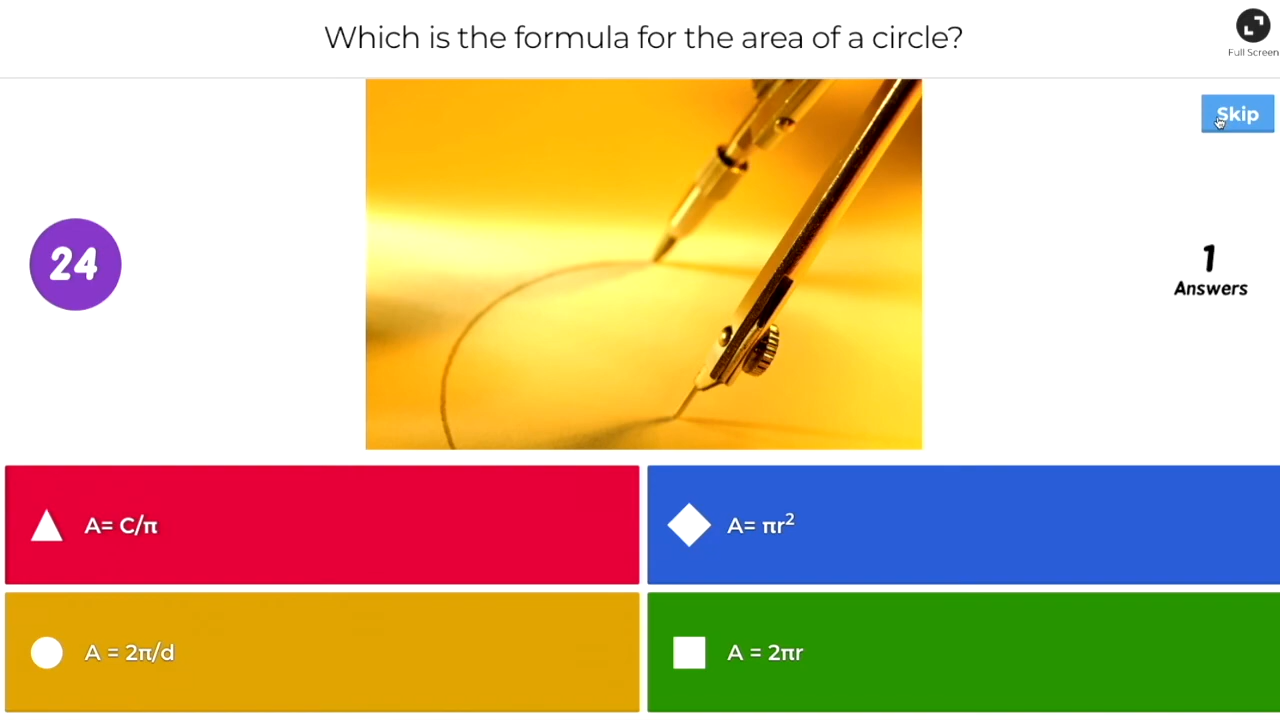 Which is the formula for the area of a circle?
Full Screen
Skip
24
1
Answers
A= C/π
A= πr²
A = 2π/d
A = 2πr